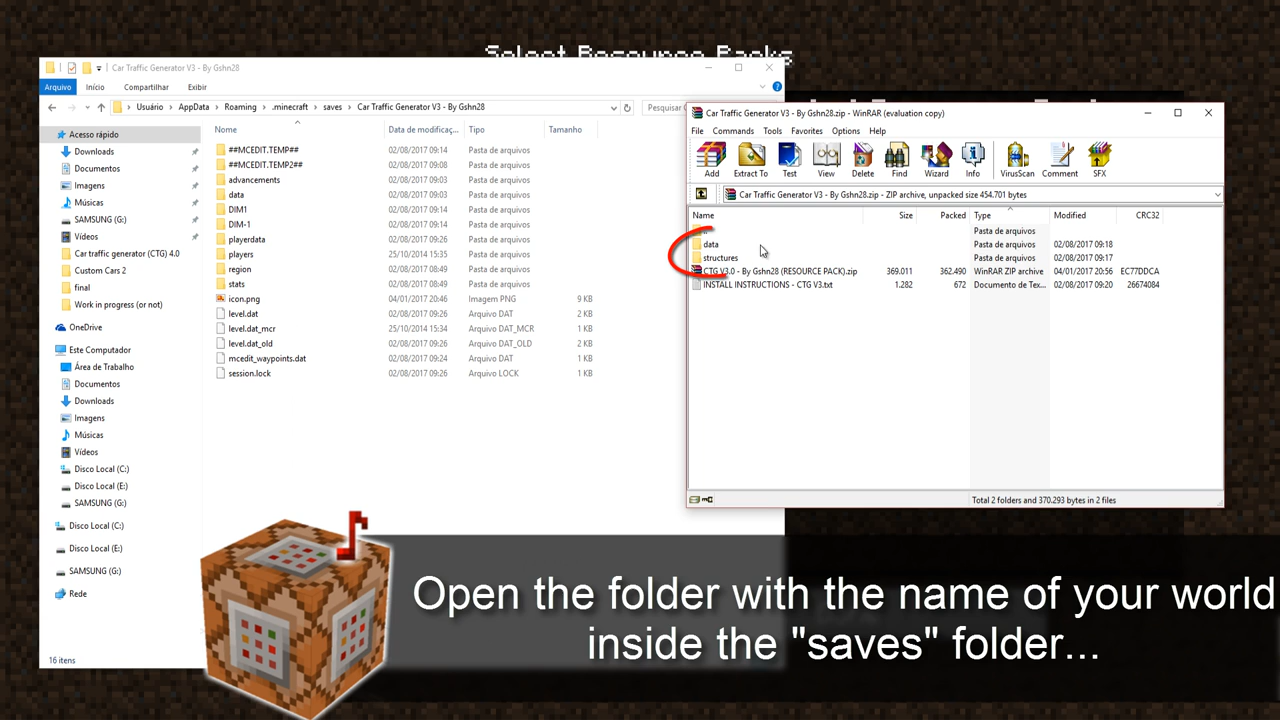 Select Resource Packs
Car Traffic Generator V3 - By Gshn28
Arquivo Início Compartilhar Exibir
Usuário > AppData > Roaming > .minecraft > saves > Car Traffic Generator V3 - By Gshn28
Pesquisar
Acesso rápido
Downloads
Documentos
Imagens
Músicas
SAMSUNG (G:)
Vídeos
Car traffic generator (CTG) 4.0
Custom Cars 2
final
Work in progress (or not)
OneDrive
Este Computador
Área de Trabalho
Documentos
Downloads
Imagens
Músicas
Vídeos
Disco Local (C:)
Disco Local (E:)
SAMSUNG (G:)
Disco Local (C:)
Disco Local (E:)
SAMSUNG (G:)
Rede
16 itens
Nome Data de modificaç... Tipo Tamanho
##MCEDIT.TEMP## 02/08/2017 09:14 Pasta de arquivos
##MCEDIT.TEMP2## 02/08/2017 09:14 Pasta de arquivos
advancements 02/08/2017 09:03 Pasta de arquivos
data 02/08/2017 09:03 Pasta de arquivos
DIM1 02/08/2017 09:14 Pasta de arquivos
DIM-1 02/08/2017 09:14 Pasta de arquivos
playerdata 02/08/2017 09:14 Pasta de arquivos
players 25/10/2014 15:35 Pasta de arquivos
region 02/08/2017 08:49 Pasta de arquivos
stats 02/08/2017 08:49 Pasta de arquivos
icon.png 04/01/2017 20:46 Imagem PNG 9 KB
level.dat 02/08/2017 09:26 Arquivo DAT 2 KB
level.dat_mcr 25/10/2014 15:34 Arquivo DAT_MCR 1 KB
level.dat_old 02/08/2017 09:26 Arquivo DAT_OLD 2 KB
mcedit_waypoints.dat 02/08/2017 09:24 Arquivo DAT 1 KB
session.lock 02/08/2017 09:26 Arquivo LOCK 1 KB
Car Traffic Generator V3 - By Gshn28.zip - WinRAR (evaluation copy)
File Commands Tools Favorites Options Help
Add Extract To Test View Delete Find Wizard Info VirusScan Comment SFX
Car Traffic Generator V3 - By Gshn28.zip - ZIP archive, unpacked size 454.701 bytes
Name Size Packed Type Modified CRC32
Pasta de arquivos
data Pasta de arquivos 02/08/2017 09:18
structures Pasta de arquivos 02/08/2017 09:17
CTG V3.0 - By Gshn28 (RESOURCE PACK).zip 369.011 362.490 WinRAR ZIP archive 04/01/2017 20:56 EC77DDCA
INSTALL INSTRUCTIONS - CTG V3.txt 1.282 672 Documento de Tex... 02/08/2017 09:20 26674084
Total 2 folders and 370.293 bytes in 2 files
Open the folder with the name of your world
inside the "saves" folder...